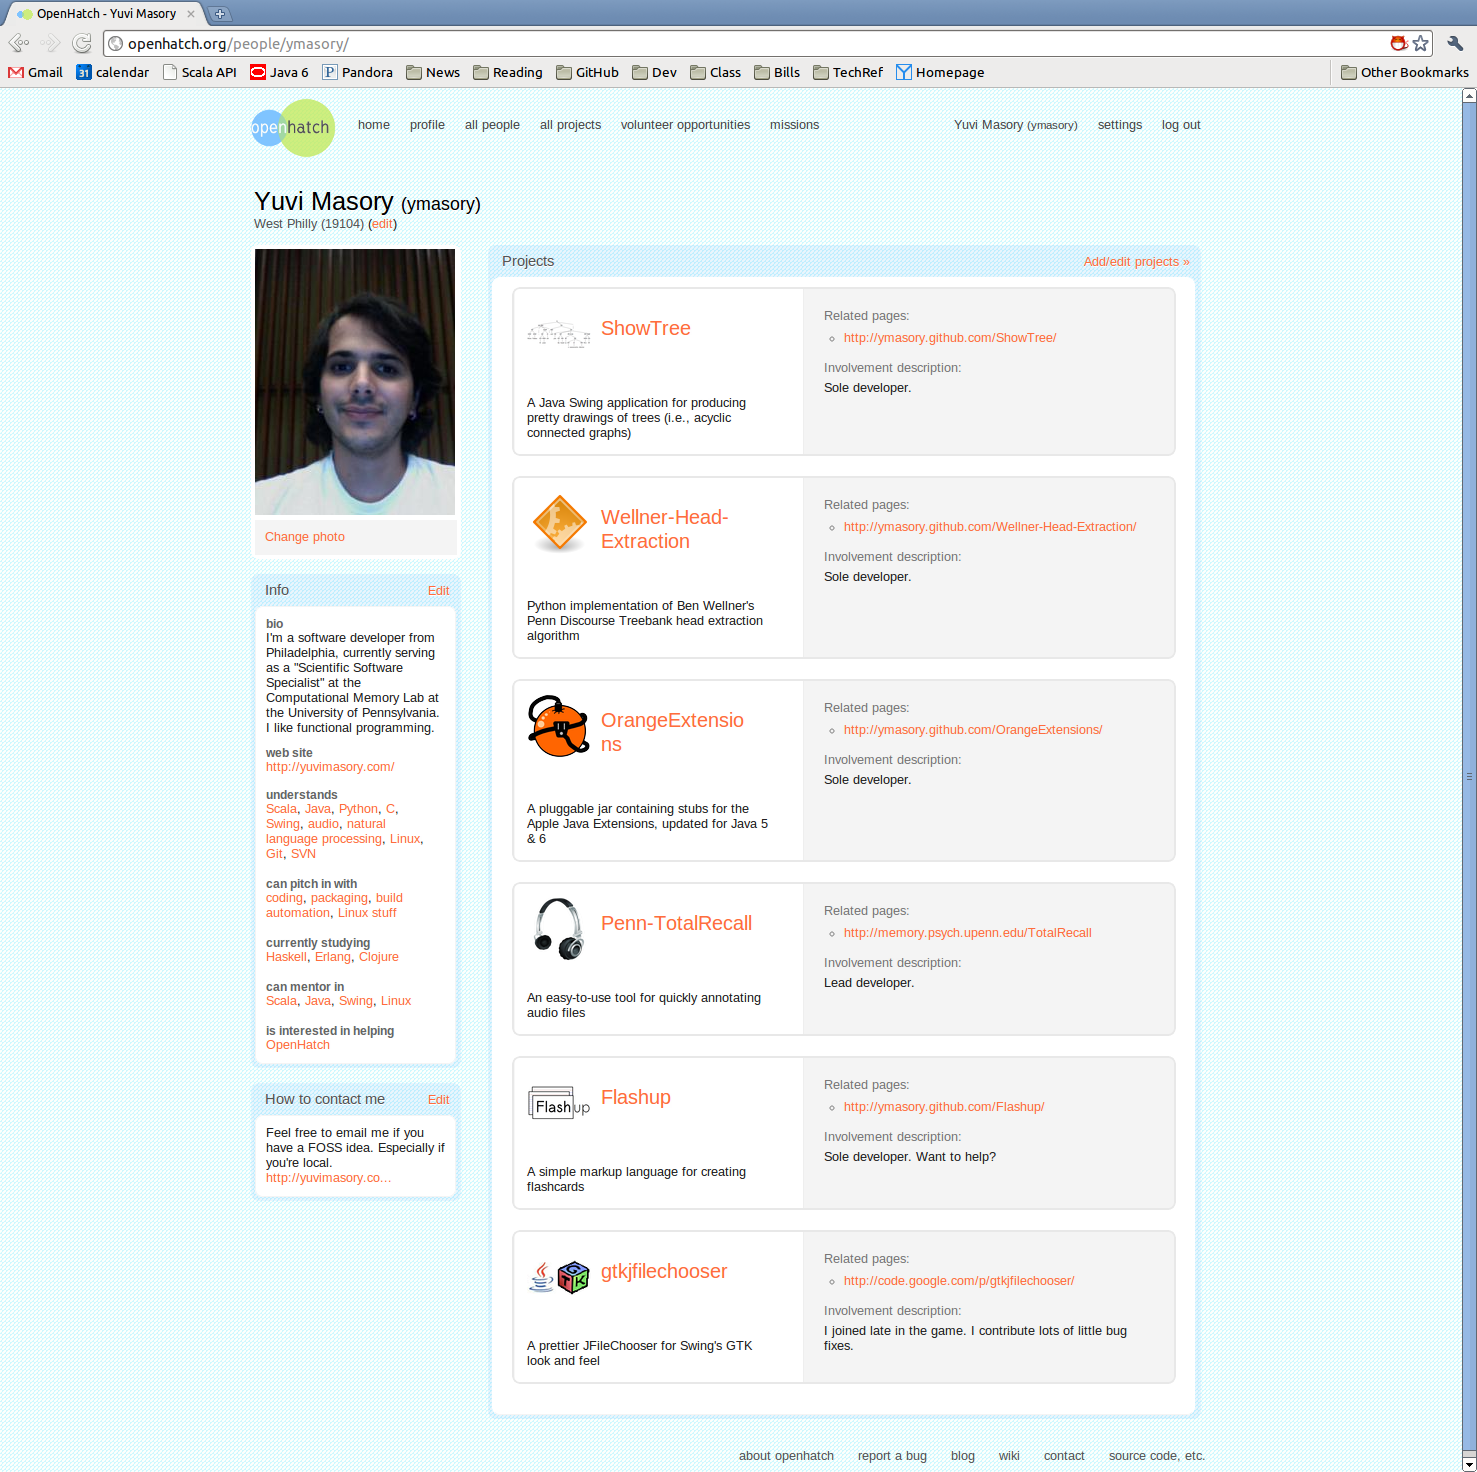 OpenHatch - Yuvi Masory
openhatch.org/people/ymasory/
Gmail calendar Scala API Java 6 Pandora News Reading GitHub Dev Class Bills TechRef Homepage Other Bookmarks
openhatch home profile all people all projects volunteer opportunities missions Yuvi Masory (ymasory) settings log out
Yuvi Masory (ymasory)
West Philly (19104) (edit)
Change photo
Info Edit
bio
I'm a software developer from
Philadelphia, currently serving
as a "Scientific Software
Specialist" at the
Computational Memory Lab at
the University of Pennsylvania.
I like functional programming.
web site
http://yuvimasory.com/
understands
Scala, Java, Python, C,
Swing, audio, natural
language processing, Linux,
Git, SVN
can pitch in with
coding, packaging, build
automation, Linux stuff
currently studying
Haskell, Erlang, Clojure
can mentor in
Scala, Java, Swing, Linux
is interested in helping
OpenHatch
How to contact me Edit
Feel free to email me if you
have a FOSS idea. Especially if
you're local.
http://yuvimasory.co...
Projects Add/edit projects »
ShowTree
A Java Swing application for producing
pretty drawings of trees (i.e., acyclic
connected graphs)
Related pages:
http://ymasory.github.com/ShowTree/
Involvement description:
Sole developer.
Wellner-Head-
Extraction
Python implementation of Ben Wellner's
Penn Discourse Treebank head extraction
algorithm
Related pages:
http://ymasory.github.com/Wellner-Head-Extraction/
Involvement description:
Sole developer.
OrangeExtensio
ns
A pluggable jar containing stubs for the
Apple Java Extensions, updated for Java 5
& 6
Related pages:
http://ymasory.github.com/OrangeExtensions/
Involvement description:
Sole developer.
Penn-TotalRecall
An easy-to-use tool for quickly annotating
audio files
Related pages:
http://memory.psych.upenn.edu/TotalRecall
Involvement description:
Lead developer.
Flashup
Flashup
A simple markup language for creating
flashcards
Related pages:
http://ymasory.github.com/Flashup/
Involvement description:
Sole developer. Want to help?
GTK
gtkjfilechooser
A prettier JFileChooser for Swing's GTK
look and feel
Related pages:
http://code.google.com/p/gtkjfilechooser/
Involvement description:
I joined late in the game. I contribute lots of little bug
fixes.
about openhatch report a bug blog wiki contact source code, etc.